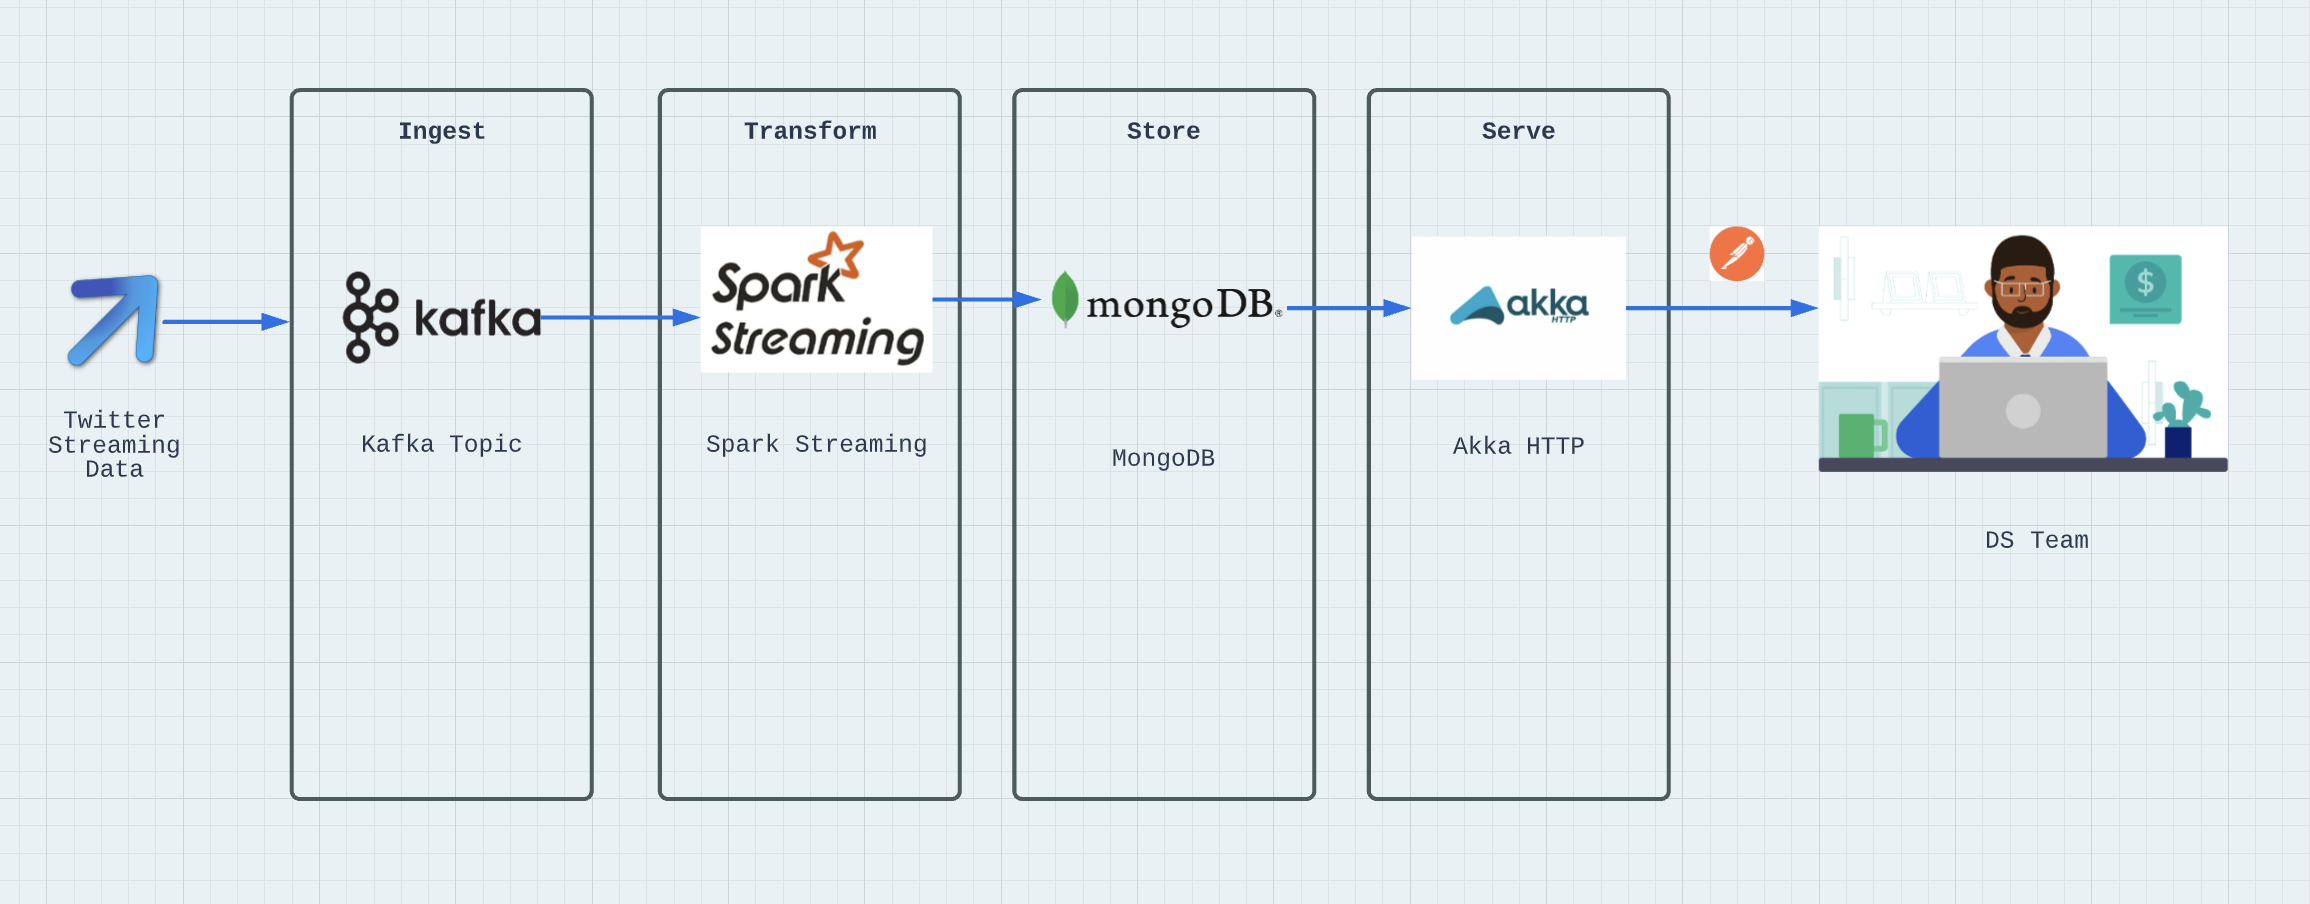 Ingest
Transform
Store
Serve
Spark
Streaming
kafka
mongoDB®
akka
HTTP
$
Twitter
Streaming
Data
Kafka Topic
Spark Streaming
MongoDB
Akka HTTP
DS Team